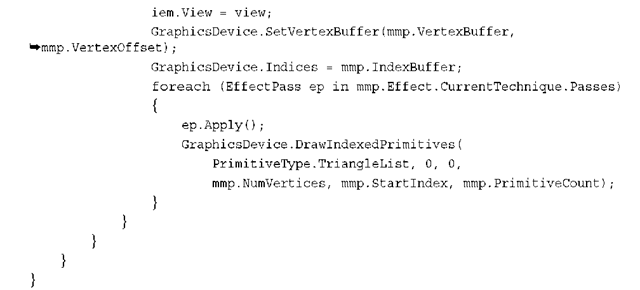 iem.View = view;
GraphicsDevice.SetVertexBuffer(mmp.VertexBuffer,
➥mmp.VertexOffset);
GraphicsDevice.Indices = mmp.IndexBuffer;
foreach (EffectPass ep in mmp.Effect.CurrentTechnique.Passes)
{
ep.Apply();
GraphicsDevice.DrawIndexedPrimitives(
PrimitiveType.TriangleList, 0, 0,
mmp.NumVertices, mmp.StartIndex, mmp.PrimitiveCount);
}
}
}
}
}